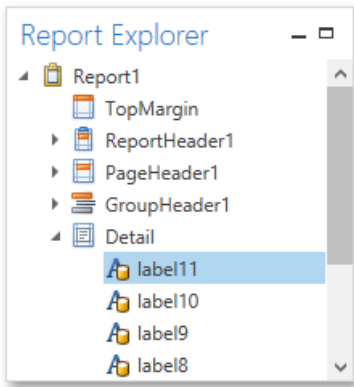 Report Explorer
Report1
TopMargin
ReportHeader1
PageHeader1
GroupHeader1
Detail
label11
label10
label9
label8